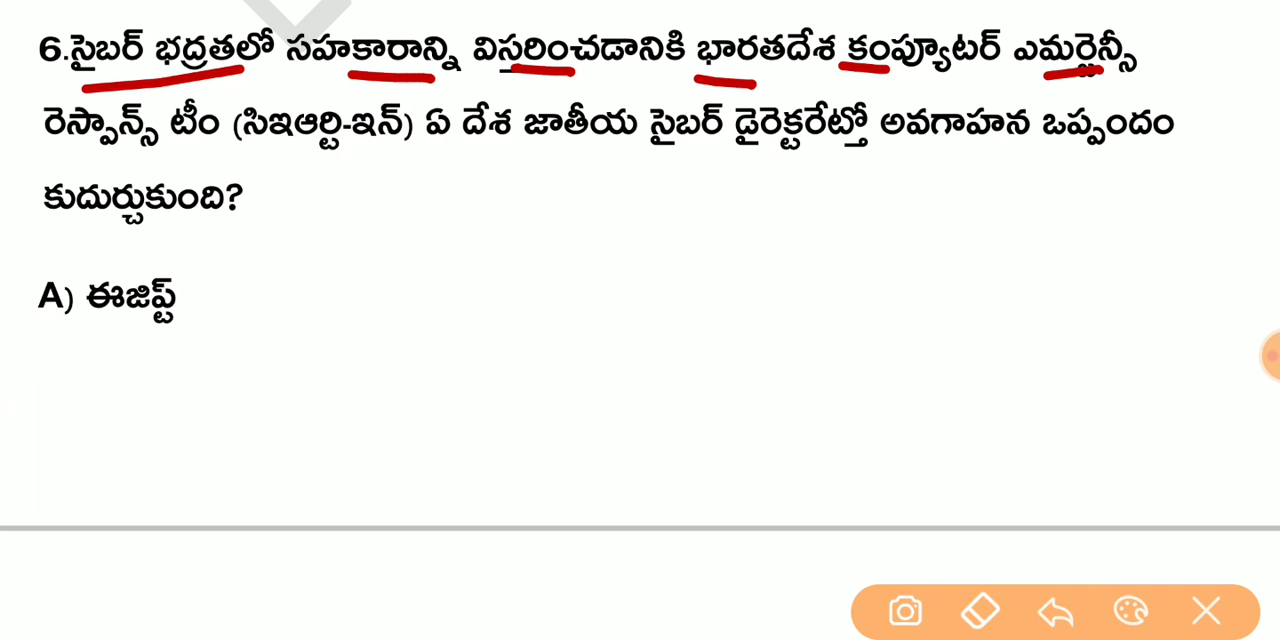 6.సైబర్ భద్రతలో సహకారాన్ని విస్తరించడానికి భారతదేశ కంప్యూటర్ ఎమర్జెన్సీ
రెస్పాన్స్ టీం (సిఇఆర్టి-ఇన్) ఏ దేశ జాతీయ సైబర్ డైరెక్టరేట్తో అవగాహన ఒప్పందం
కుదుర్చుకుంది?
A) ఈజిప్ట్